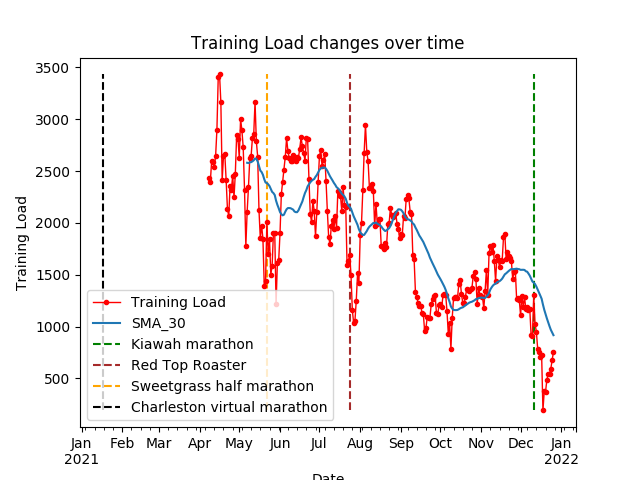 Training Load changes over time
Training Load
3500
3000
2500
2000
1500
1000
500
Training Load
SMA_30
Kiawah marathon
Red Top Roaster
Sweetgrass half marathon
Charleston virtual marathon
Jan Feb Mar Apr May Jun Jul Aug Sep Oct Nov Dec Jan
2021 2022
Date